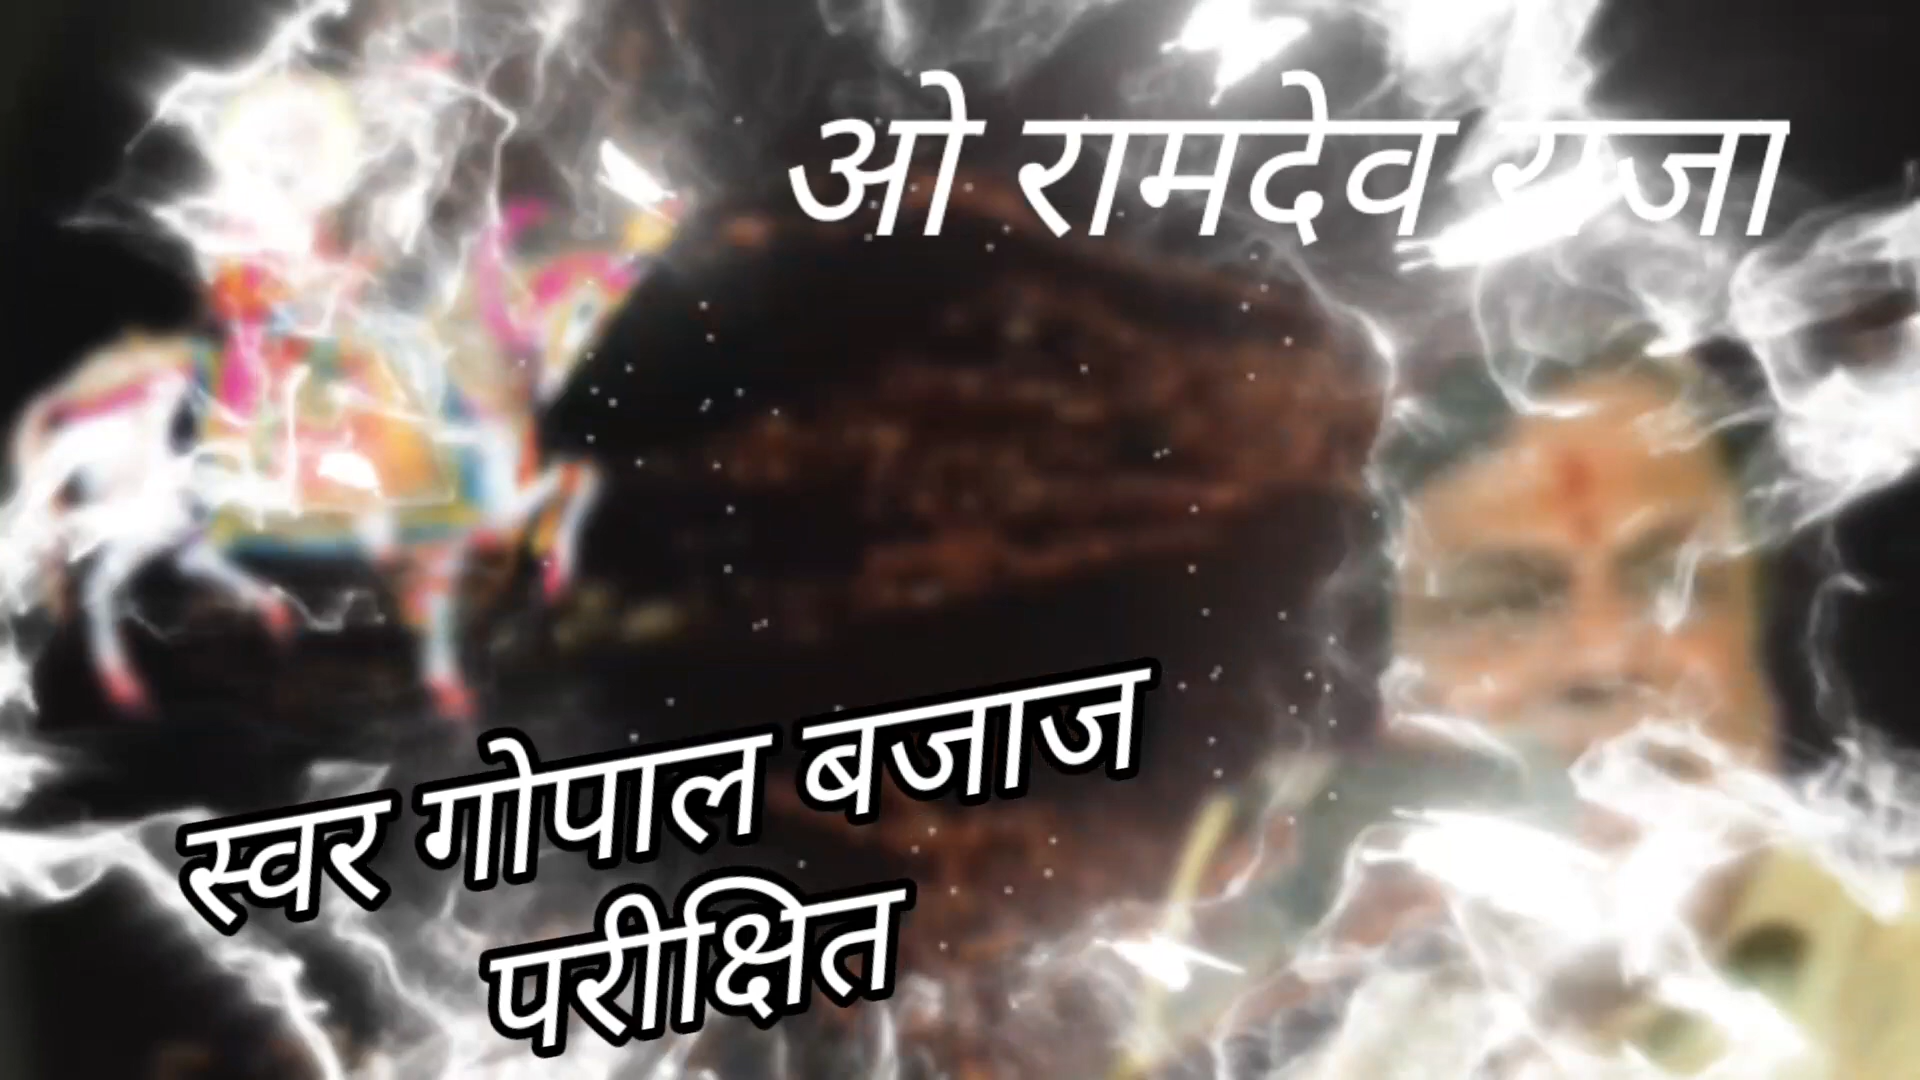 ओ रामदेव राजा
स्वर गोपाल बजाज
परीक्षित